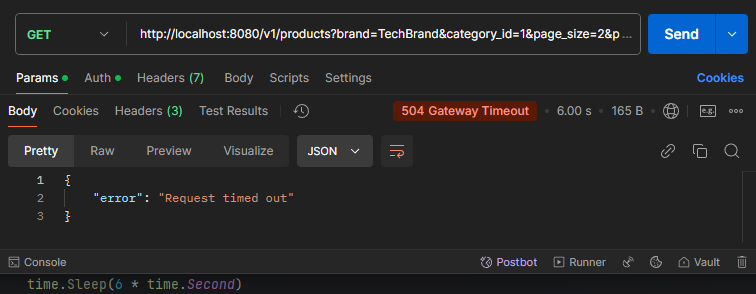 GET http://localhost:8080/v1/products?brand=TechBrand&category_id=1&page_size=2&p ... Send
Params Auth Headers (7) Body Scripts Settings Cookies
Body Cookies Headers (3) Test Results 504 Gateway Timeout 6.00 s 165 B e.g.
Pretty Raw Preview Visualize JSON
1 {
2 "error": "Request timed out"
3 }
Console Postbot Runner Vault
time.Sleep(6 * time.Second)